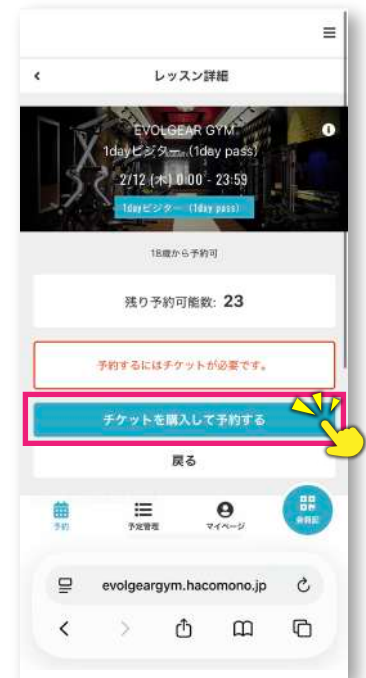 レッスン詳細
EVOLGEAR GYM
1dayビジター (1day pass)
2/12 (木) 0:00 - 23:59
1dayビジター (1day pass)
18歳から予約可
残り予約可能数: 23
予約するにはチケットが必要です。
チケットを購入して予約する
戻る
予約
予定管理
マイページ
会員証
evolgeargym.hacomono.jp